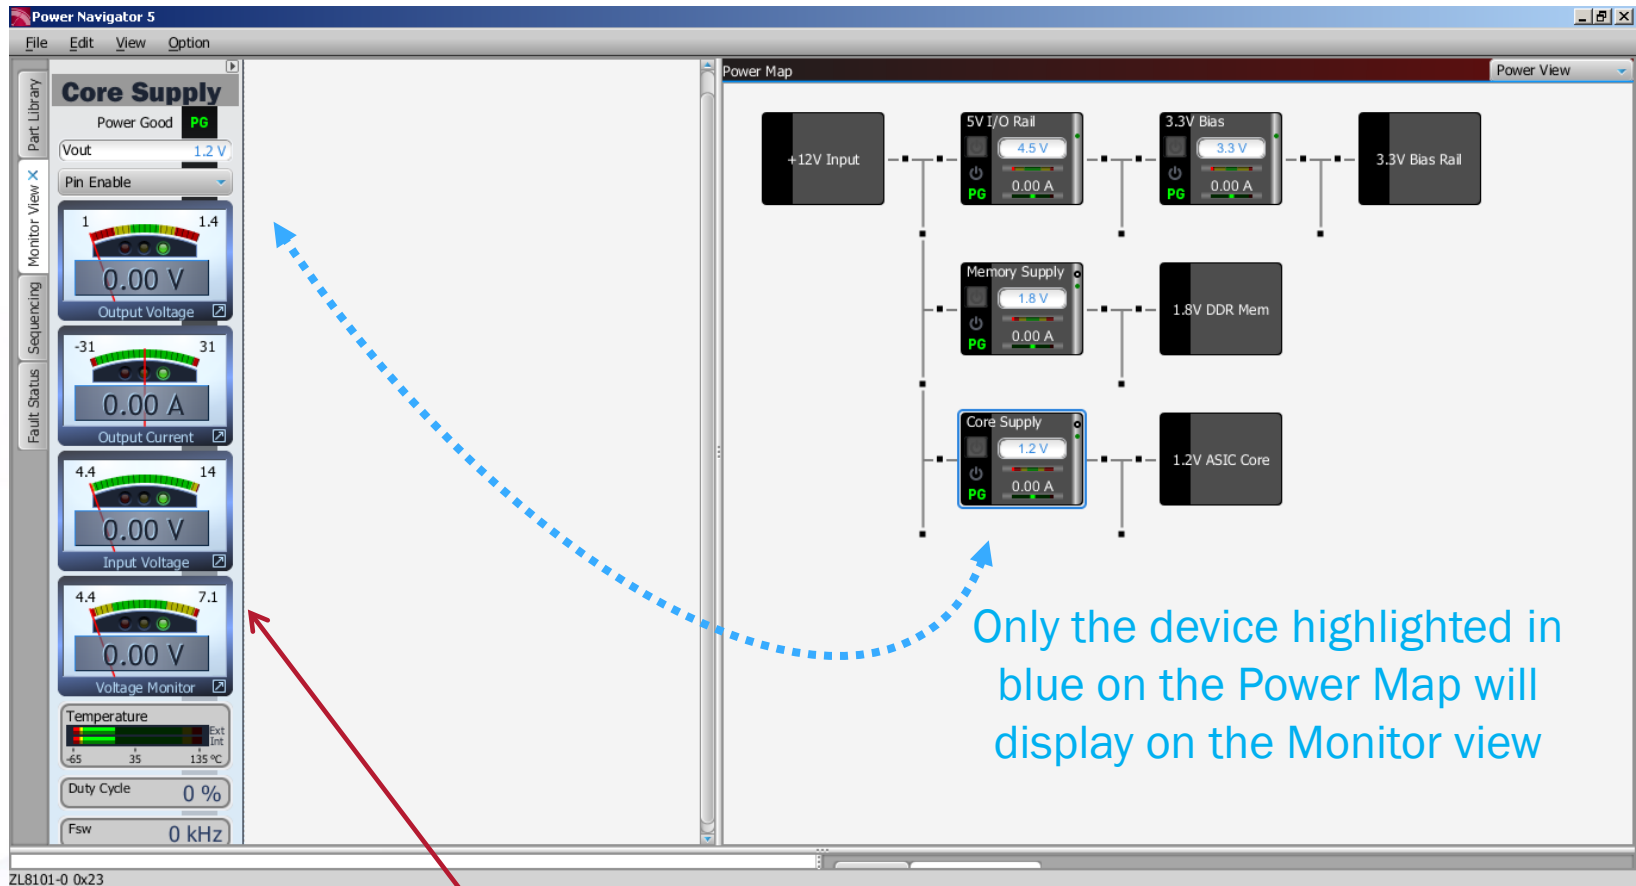 Power Navigator 5
File Edit View Option
Part Library
Monitor View
Sequencing
Fault Status
Core Supply
Power Good PG
Vout 1.2 V
Pin Enable
1 1.4
0.00 V
Output Voltage
-31 31
0.00 A
Output Current
4.4 14
0.00 V
Input Voltage
4.4 7.1
0.00 V
Voltage Monitor
Temperature
Ext
Int
-65 35 135 °C
Duty Cycle 0 %
Fsw 0 kHz
Power Map Power View
+12V Input
5V I/O Rail
4.5 V
0.00 A
PG
3.3V Bias
3.3 V
0.00 A
PG
3.3V Bias Rail
Memory Supply
1.8 V
0.00 A
PG
1.8V DDR Mem
Core Supply
1.2 V
0.00 A
PG
1.2V ASIC Core
Only the device highlighted in
blue on the Power Map will
display on the Monitor view
ZL8101-0 0x23